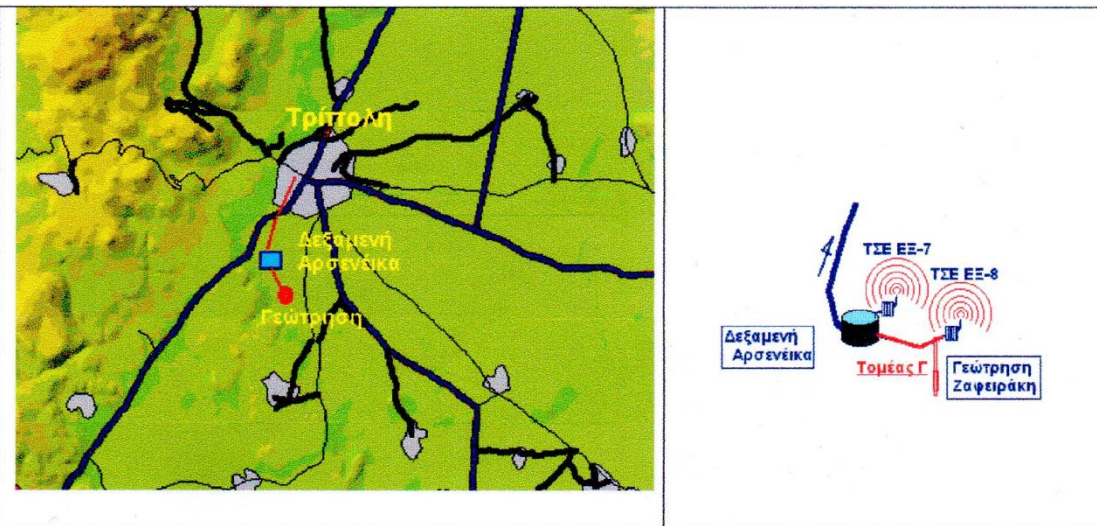 Τρίπολη
Δεξαμενή
Αρσενέικα
Γεώτρηση
ΤΣΕ ΕΞ-7
ΤΣΕ ΕΞ-8
Δεξαμενή
Αρσενέικα
Τομέας Γ
Γεώτρηση
Ζαφειράκη